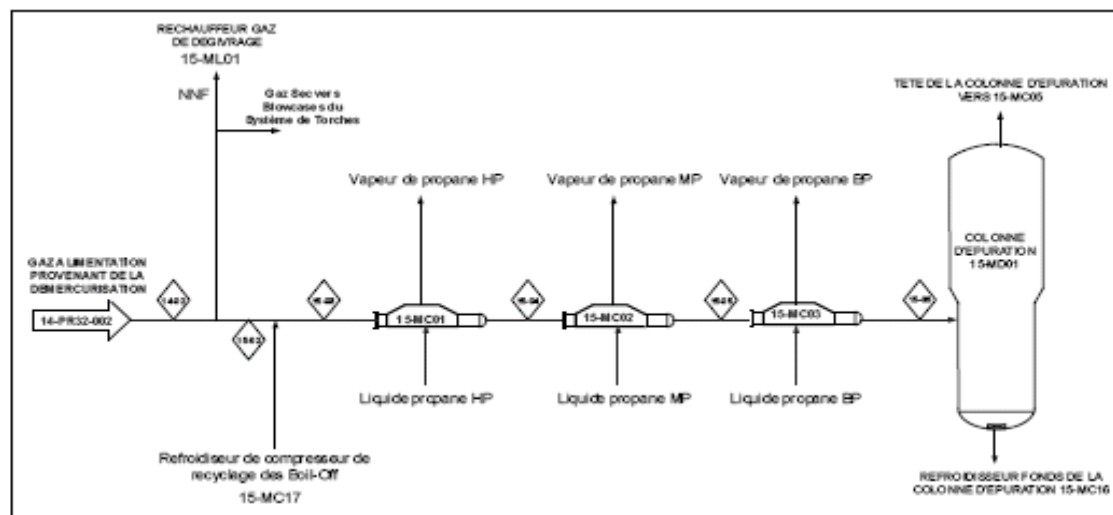 RECHAUFFEUR GAZ
DE DEGIVRAGE
15-ML01
NNF
Gaz Sec vers
Blowcases du
Système de Torches
TETE DE LA COLONNE D'EPURATION
VERS 15-MC05
Vapeur de propane HP
Vapeur de propane MP
Vapeur de propane BP
COLONNE
D'EPURATION
15-MD01
GAZ ALIMENTATION
PROVENANT DE LA
DEMERCURISATION
14-PR32-002
15-MC01
15-MC02
15-MC03
Liquide propane HP
Liquide propane MP
Liquide propane BP
Refroidiseur de compresseur de
recyclage des Boil-Off
15-MC17
REFROIDISSEUR FONDS DE LA
COLONNE D'EPURATION 15-MC16